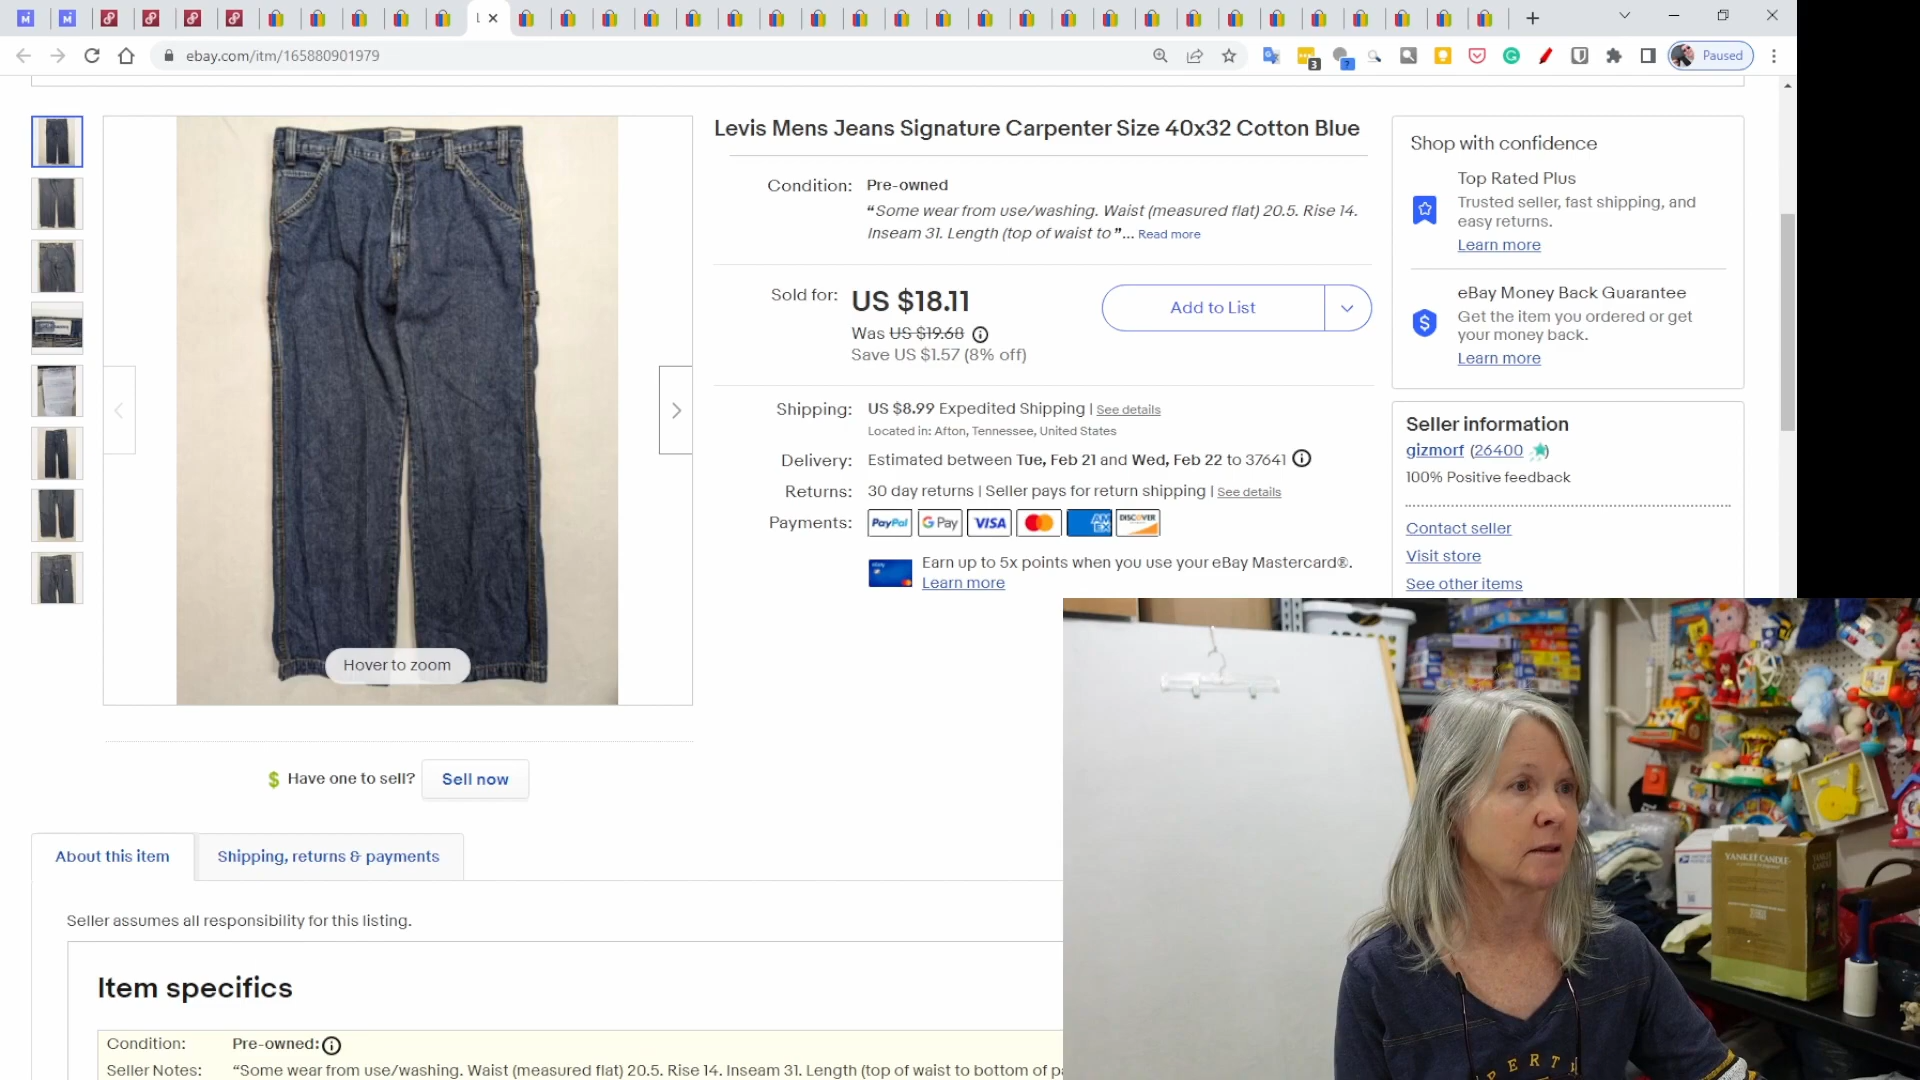 ebay.com/itm/165880901979
3
?
Paused
Levis Mens Jeans Signature Carpenter Size 40x32 Cotton Blue
Condition: Pre-owned
“Some wear from use/washing. Waist (measured flat) 20.5. Rise 14.
Inseam 31. Length (top of waist to ”... Read more
Sold for: US $18.11
Was US $19.68
Save US $1.57 (8% off)
Add to List
Shipping: US $8.99 Expedited Shipping | See details
Located in: Afton, Tennessee, United States
Delivery: Estimated between Tue, Feb 21 and Wed, Feb 22 to 37641
Returns: 30 day returns | Seller pays for return shipping | See details
Payments: PayPal G Pay VISA AMEX DISCOVER
Earn up to 5x points when you use your eBay Mastercard®.
Learn more
Shop with confidence
Top Rated Plus
Trusted seller, fast shipping, and
easy returns.
Learn more
eBay Money Back Guarantee
Get the item you ordered or get
your money back.
Learn more
Seller information
gizmorf (26400)
100% Positive feedback
Contact seller
Visit store
See other items
Hover to zoom
Have one to sell? Sell now
About this item
Shipping, returns & payments
Seller assumes all responsibility for this listing.
Item specifics
Condition: Pre-owned:
Seller Notes: “Some wear from use/washing. Waist (measured flat) 20.5. Rise 14. Inseam 31. Length (top of waist to bottom of
YANKEE CANDLE
PERT